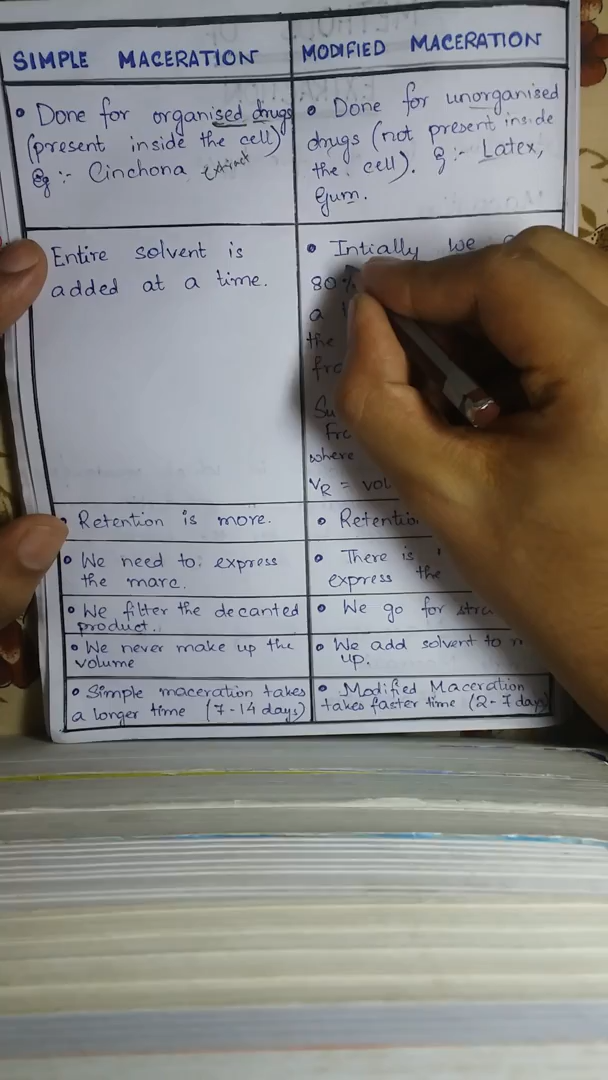 SIMPLE MACERATION
MODIFIED MACERATION
• Done for organised drugs
(present inside the cell)
Eg :- Cinchona extract
• Done for unorganised
drugs (not present inside
the cell). Eg :- Latex,
Gum.
Entire solvent is
added at a time.
• Intially we
80%
a
the
where
VR = vol
• Retention is more.
•
• We need to express
the marc.
• There is
express the
• We filter the decanted
product.
• We go for
• We never make up the
volume
• We add solvent to
up.
• Simple maceration takes
a longer time (7-14 days)
• Modified Maceration
takes faster time (2-7 days)